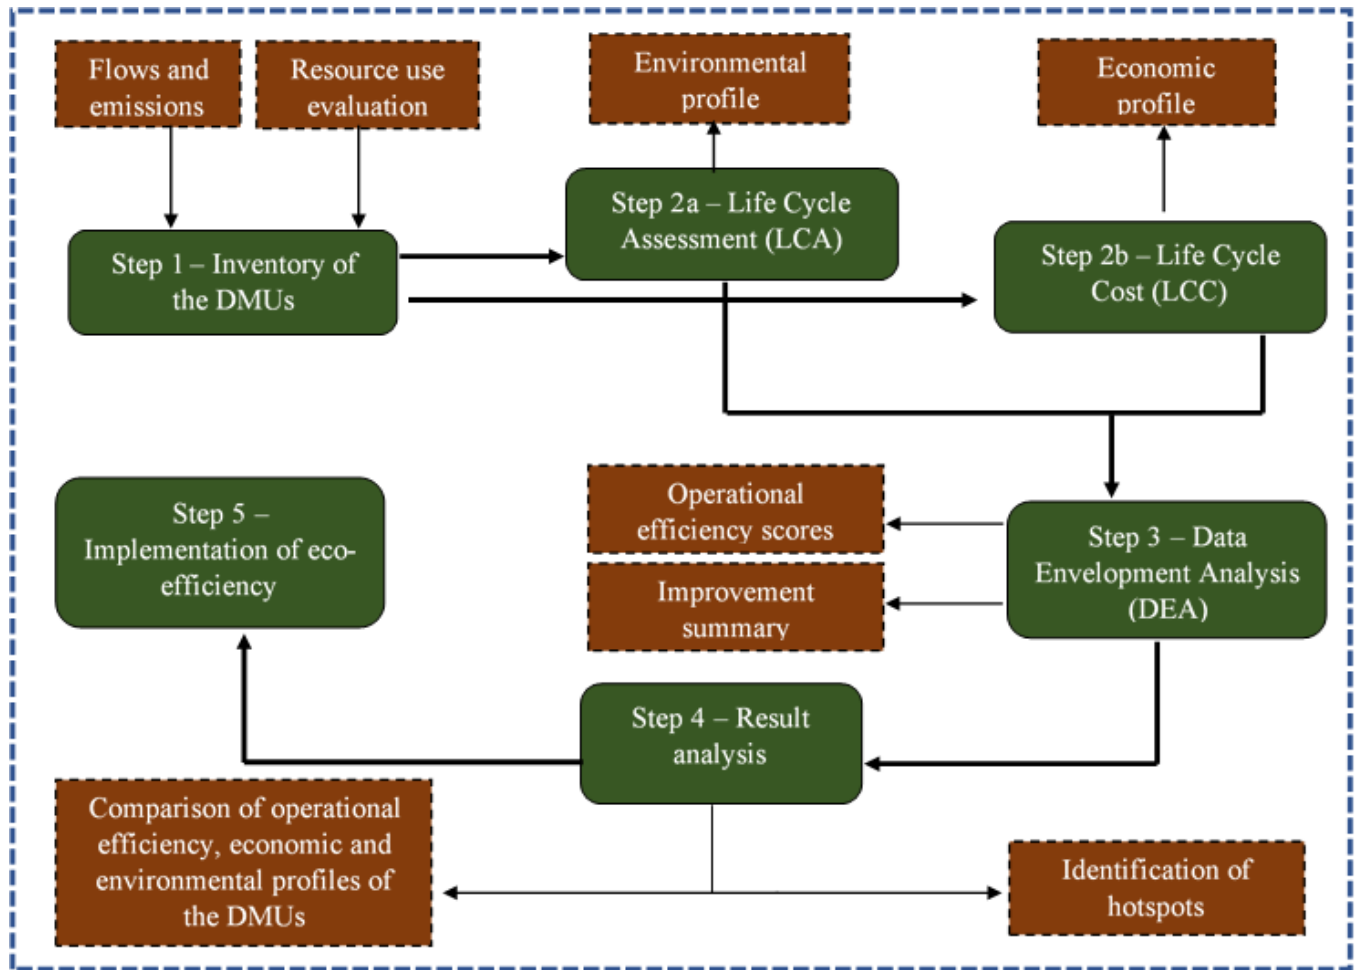 Flows and
emissions
Resource use
evaluation
Environmental
profile
Economic
profile
Step 1 – Inventory of
the DMUs
Step 2a – Life Cycle
Assessment (LCA)
Step 2b – Life Cycle
Cost (LCC)
Operational
efficiency scores
Improvement
summary
Step 3 – Data
Envelopment Analysis
(DEA)
Step 4 – Result
analysis
Step 5 –
Implementation of eco-
efficiency
Comparison of operational
efficiency, economic and
environmental profiles of
the DMUs
Identification of
hotspots